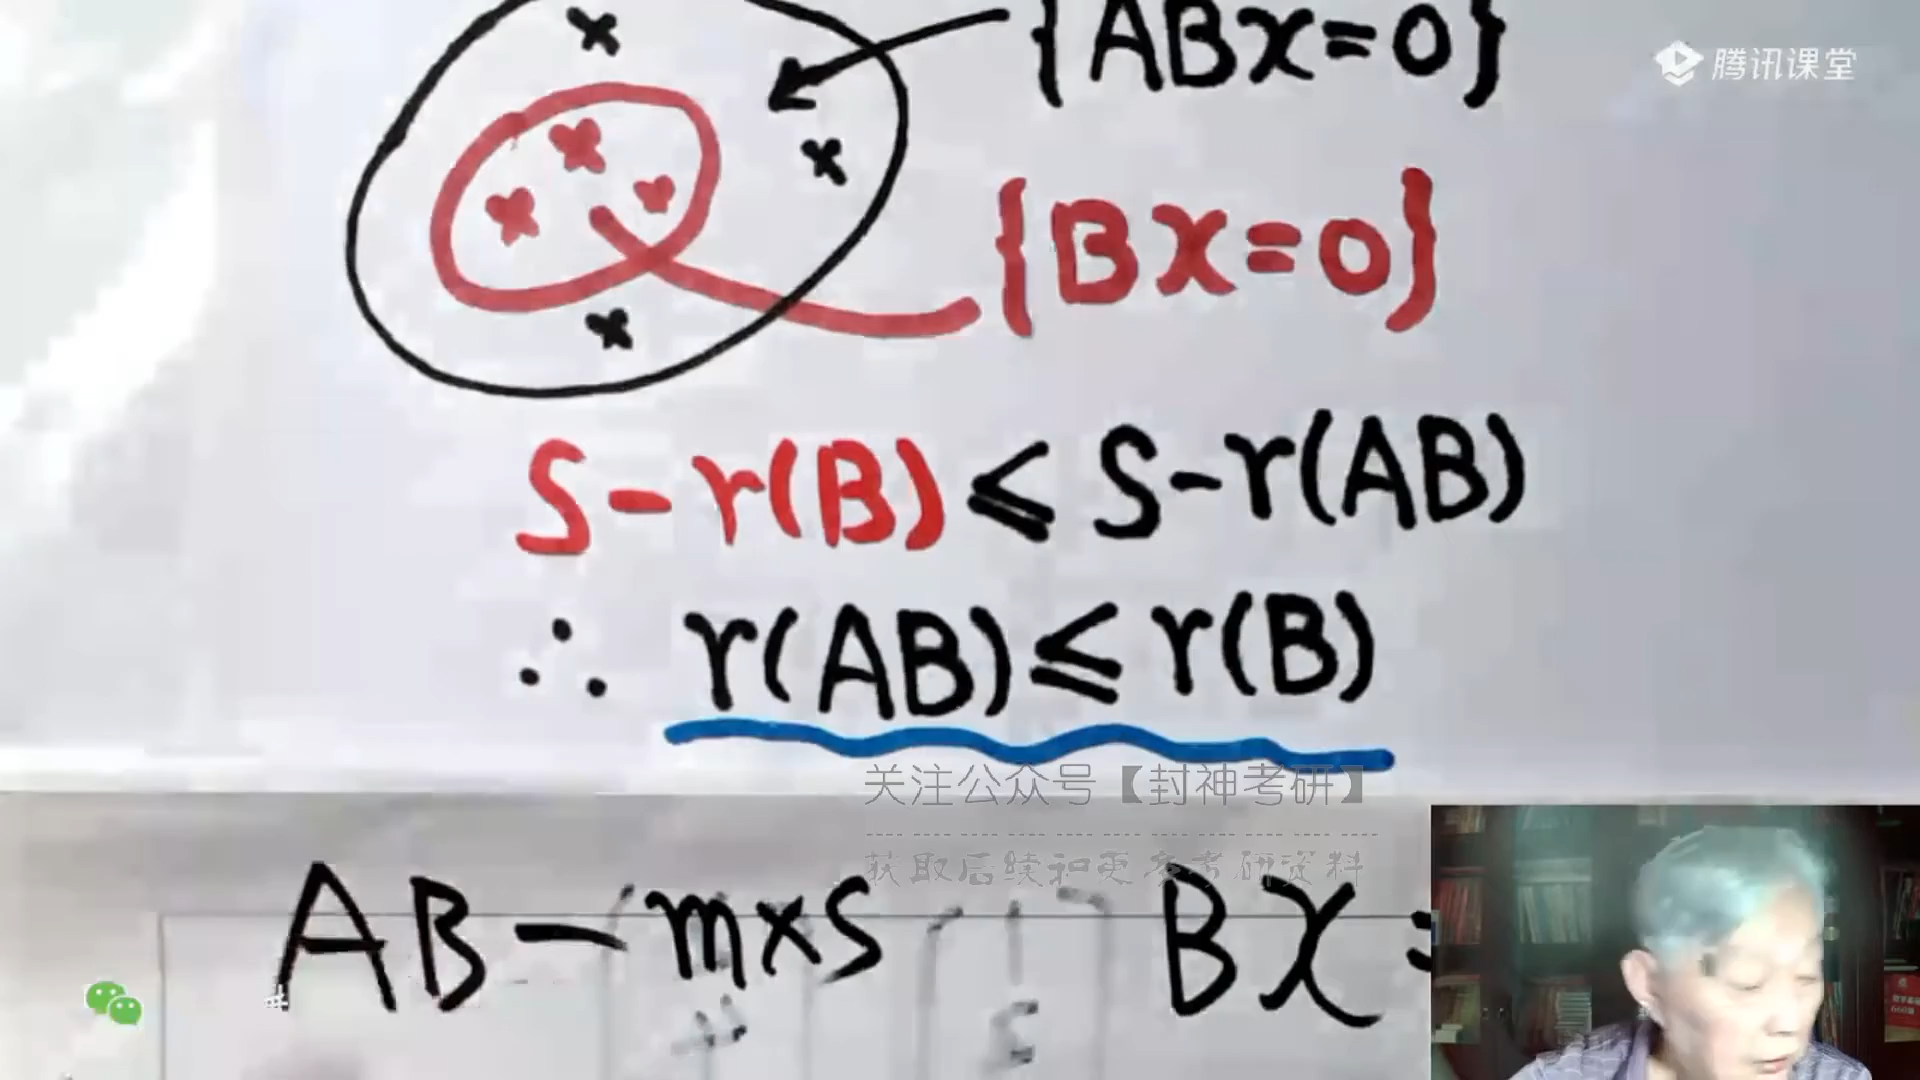 {ABx=0}
腾讯课堂
{Bx=0}
S-r(B)≤S-r(AB)
∴ r(AB)≤r(B)
关注公众号【封神考研】
获取后续和更多考研资料
AB-m×s Bx=